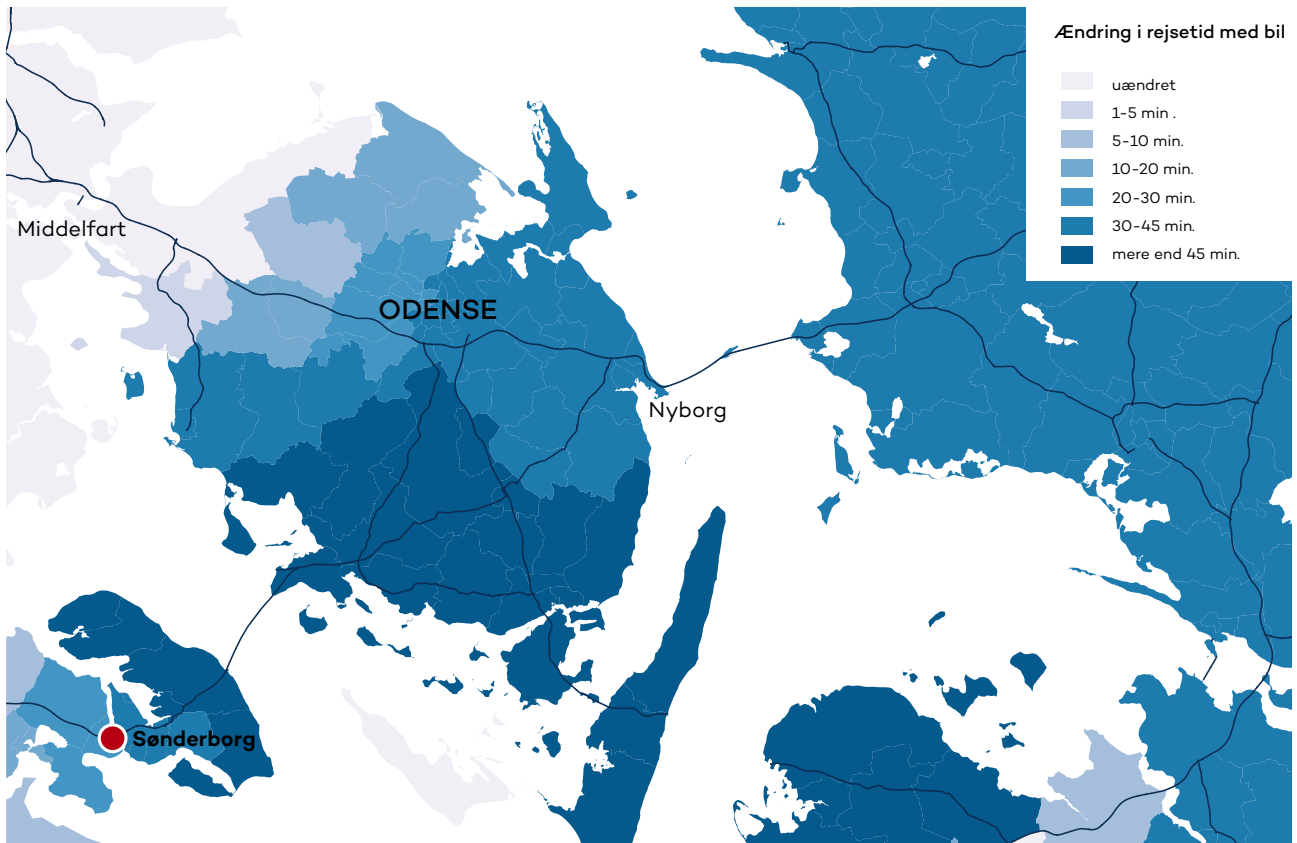 Ændring i rejsetid med bil
uændret
1-5 min .
5-10 min.
10-20 min.
20-30 min.
30-45 min.
mere end 45 min.
Middelfart
ODENSE
Nyborg
Sønderborg